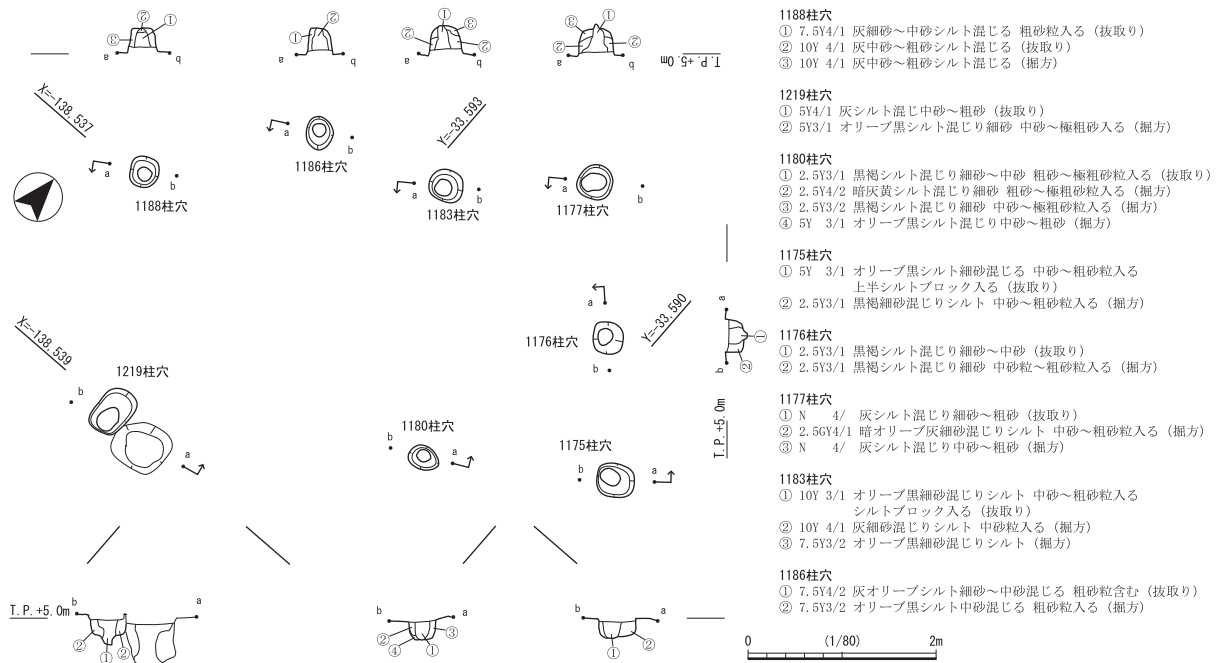 ② ① ③
① ②
② ① ③ ②
③ ① ② ②
a b
a b
a b
a b
T.P.+5.0m
X=-138,537
Y=-33,593
a b
1188柱穴
a b
1186柱穴
a b
1183柱穴
a b
1177柱穴
X=-138,539
Y=-33,590
1176柱穴
a
b
a
① ②
b
T.P.+5.0m
1219柱穴
b
a
1180柱穴
b
a
1175柱穴
b
a
T.P.+5.0m
b a
② ① ②
b a
② ④ ① ③
b a
① ②
0 (1/80) 2m
1188柱穴
① 7.5Y4/1 灰細砂～中砂シルト混じる 粗砂粒入る（抜取り）
② 10Y 4/1 灰中砂～粗砂シルト混じる（抜取り）
③ 10Y 4/1 灰中砂～粗砂シルト混じる（掘方）
1219柱穴
① 5Y4/1 灰シルト混じ中砂～粗砂（抜取り）
② 5Y3/1 オリーブ黒シルト混じり細砂 中砂～極粗砂入る（掘方）
1180柱穴
① 2.5Y3/1 黒褐シルト混じり細砂～中砂 粗砂～極粗砂粒入る（抜取り）
② 2.5Y4/2 暗灰黄シルト混じり細砂 粗砂～極粗砂粒入る（掘方）
③ 2.5Y3/2 黒褐シルト混じり細砂 中砂～極粗砂粒入る（掘方）
④ 5Y 3/1 オリーブ黒シルト混じり中砂～粗砂（掘方）
1175柱穴
① 5Y 3/1 オリーブ黒シルト細砂混じる 中砂～粗砂粒入る
上半シルトブロック入る（抜取り）
② 2.5Y3/1 黒褐細砂混じりシルト 中砂～粗砂粒入る（掘方）
1176柱穴
① 2.5Y3/1 黒褐シルト混じり細砂～中砂（抜取り）
② 2.5Y3/1 黒褐シルト混じり細砂 中砂粒～粗砂粒入る（掘方）
1177柱穴
① N 4/ 灰シルト混じり細砂～粗砂（抜取り）
② 2.5GY4/1 暗オリーブ灰細砂混じりシルト 中砂～粗砂粒入る（掘方）
③ N 4/ 灰シルト混じり中砂～粗砂（掘方）
1183柱穴
① 10Y 3/1 オリーブ黒細砂混じりシルト 中砂～粗砂粒入る
シルトブロック入る（抜取り）
② 10Y 4/1 灰細砂混じりシルト 中砂粒入る（掘方）
③ 7.5Y3/2 オリーブ黒細砂混じりシルト（掘方）
1186柱穴
① 7.5Y4/2 灰オリーブシルト細砂～中砂混じる 粗砂粒含む（抜取り）
② 7.5Y3/2 オリーブ黒シルト中砂混じる 粗砂粒入る（掘方）